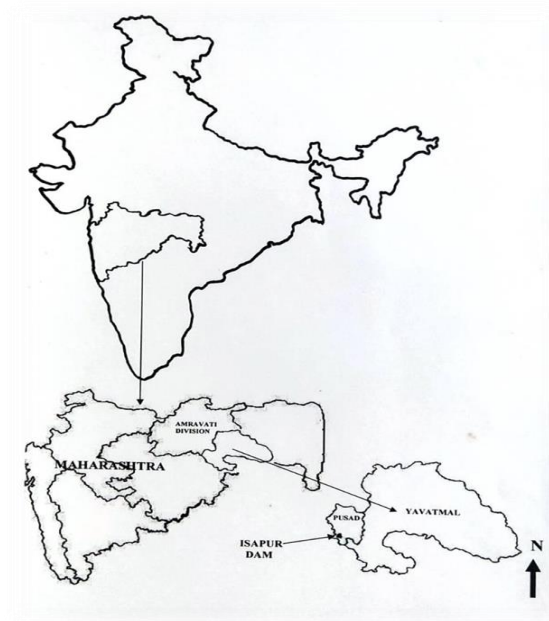 AMRAVATI
DIVISION
MAHARASHTRA
PUSAD
YAVATMAL
ISAPUR
DAM
N